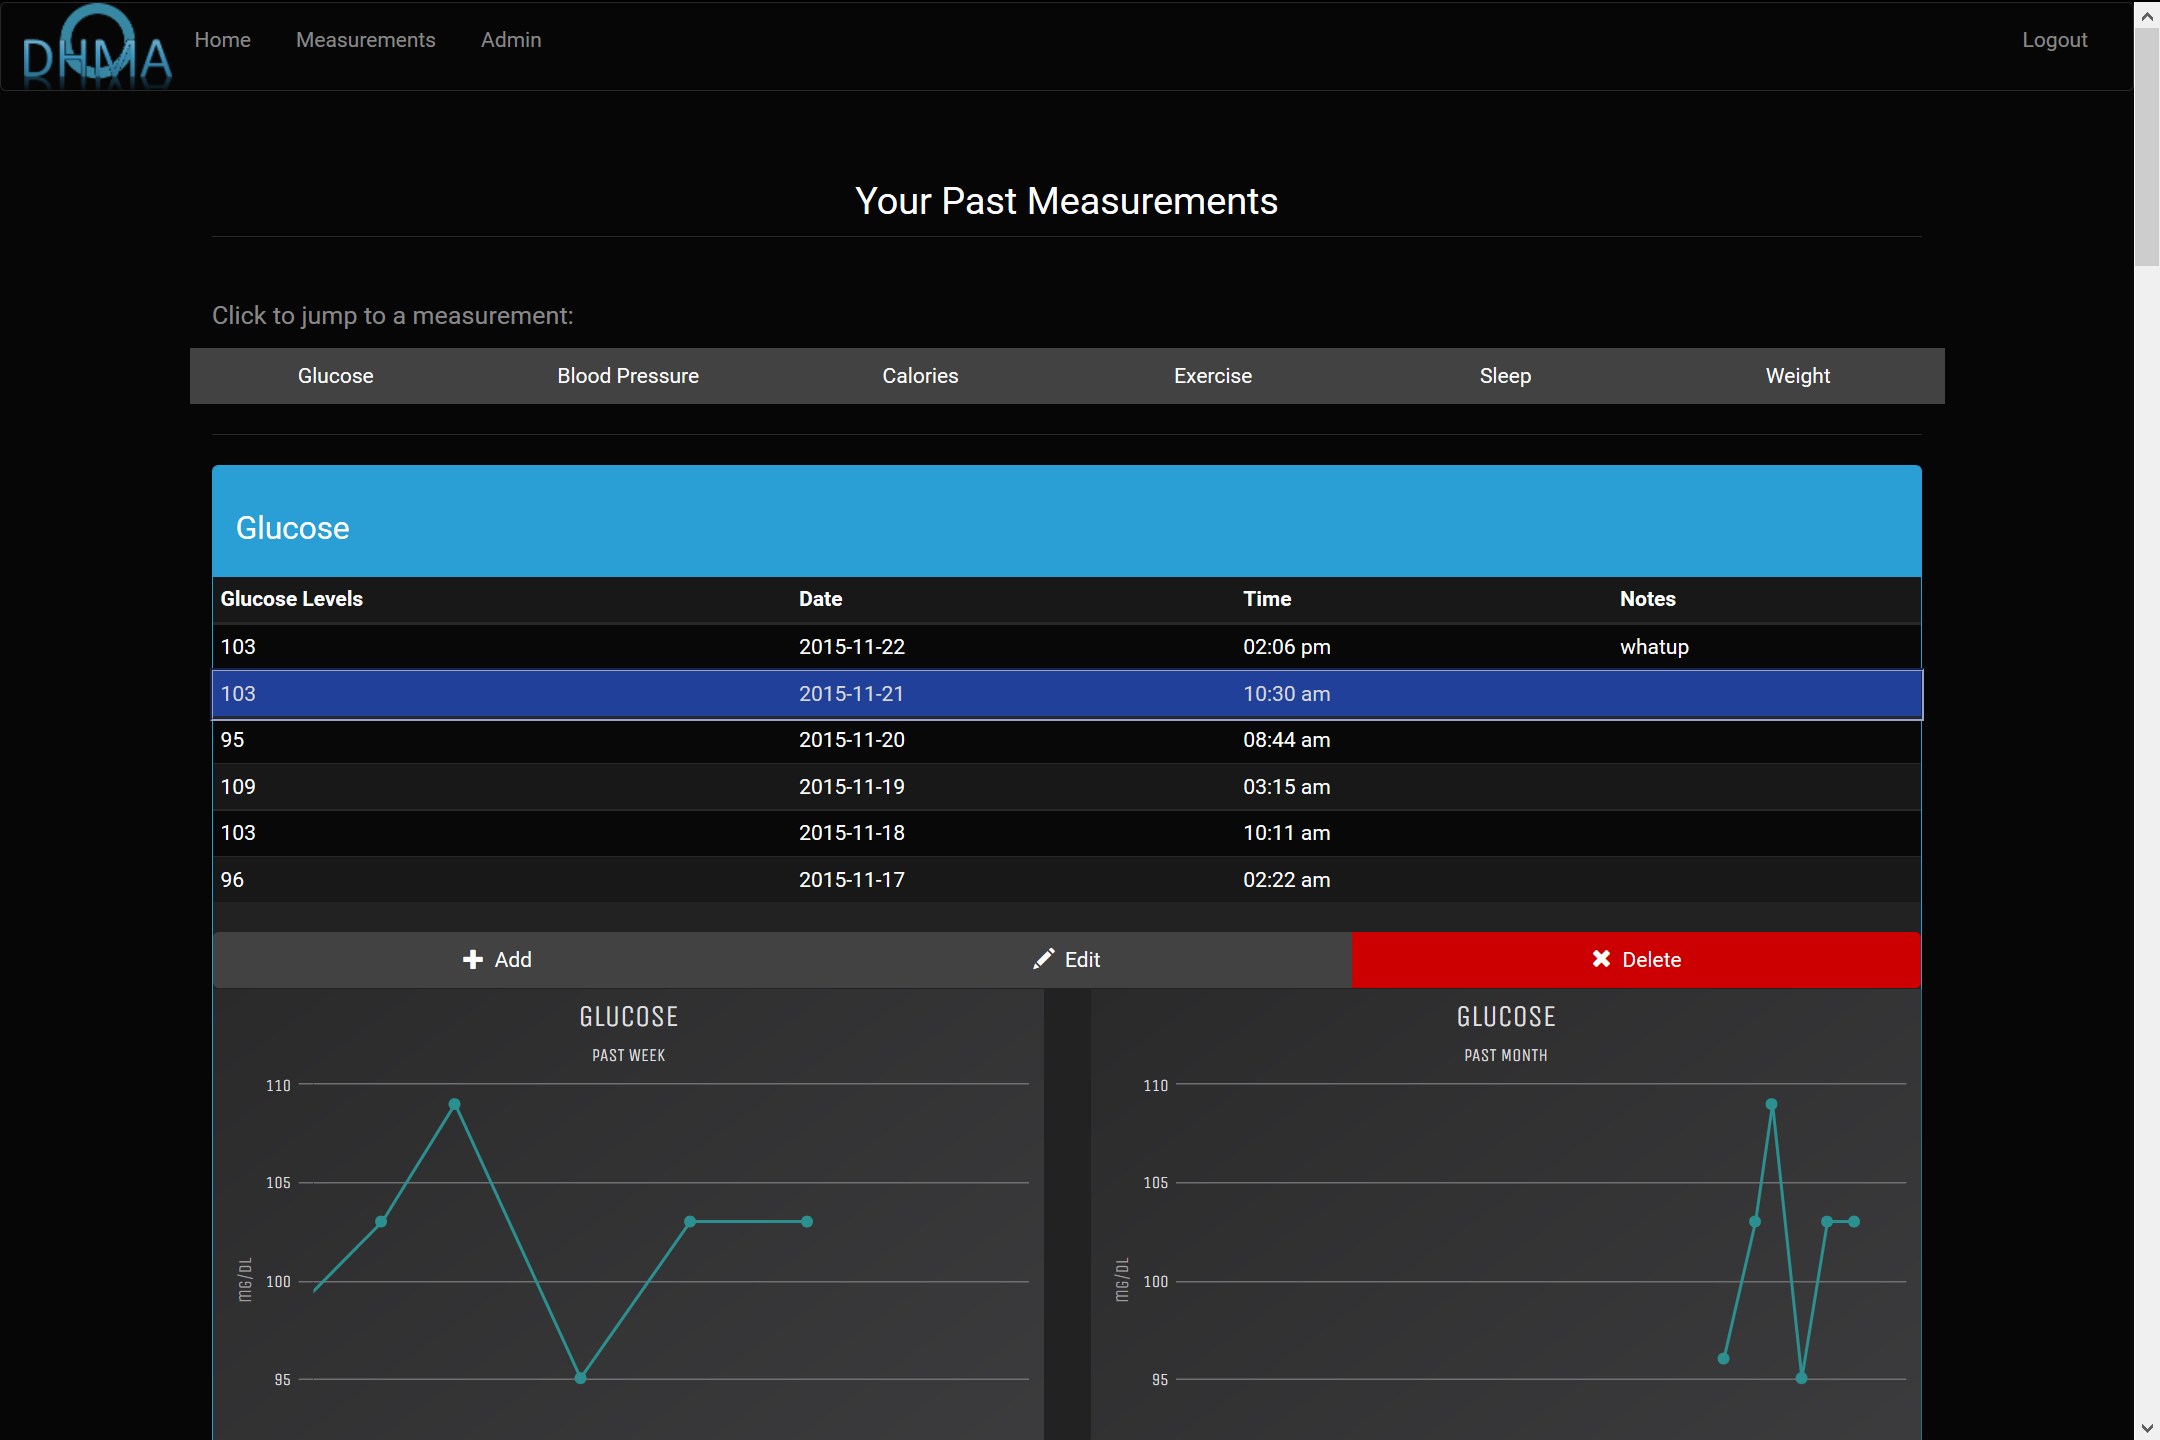 DHMA Home Measurements Admin Logout
Your Past Measurements
Click to jump to a measurement:
Glucose Blood Pressure Calories Exercise Sleep Weight
Glucose
Glucose Levels Date Time Notes
103 2015-11-22 02:06 pm whatup
103 2015-11-21 10:30 am
95 2015-11-20 08:44 am
109 2015-11-19 03:15 am
103 2015-11-18 10:11 am
96 2015-11-17 02:22 am
Add Edit Delete
GLUCOSE
PAST WEEK
110
105
100
95
MG/DL
GLUCOSE
PAST MONTH
110
105
100
95
MG/DL